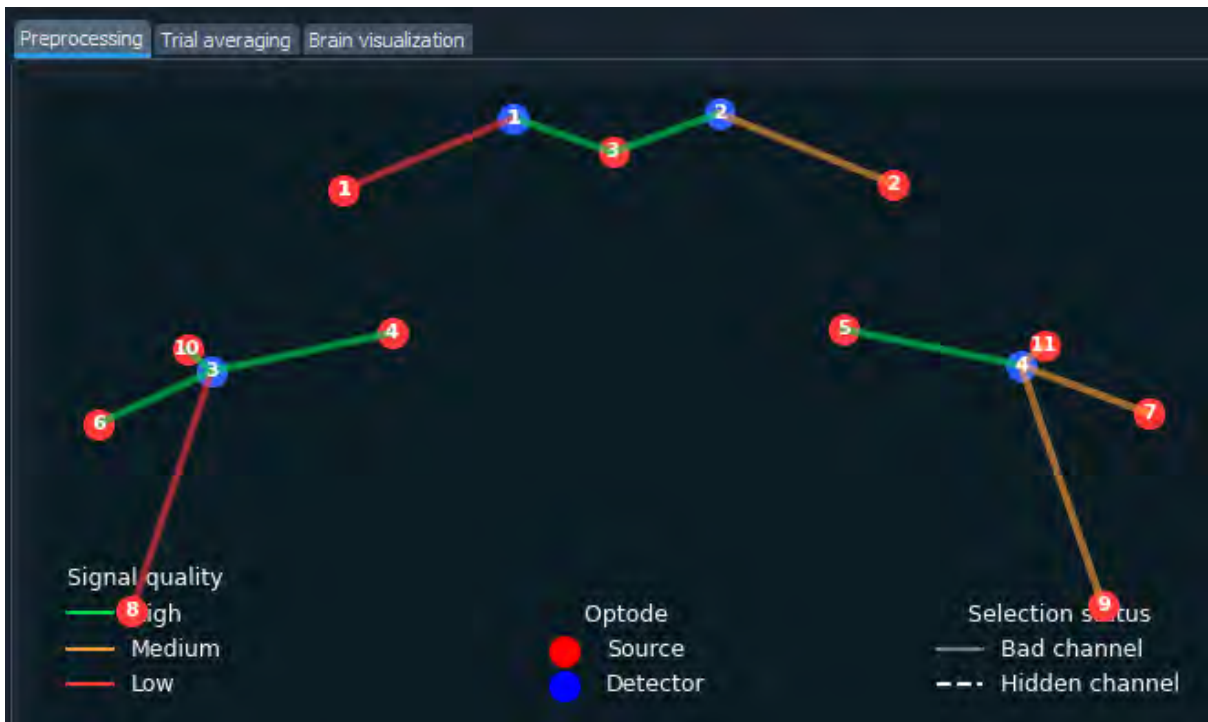 Preprocessing Trial averaging Brain visualization
1 2
3
1 2
4 5
10 11
3 4
6 7
Signal quality
8 9
High Optode Selection status
Medium Source Bad channel
Low Detector Hidden channel